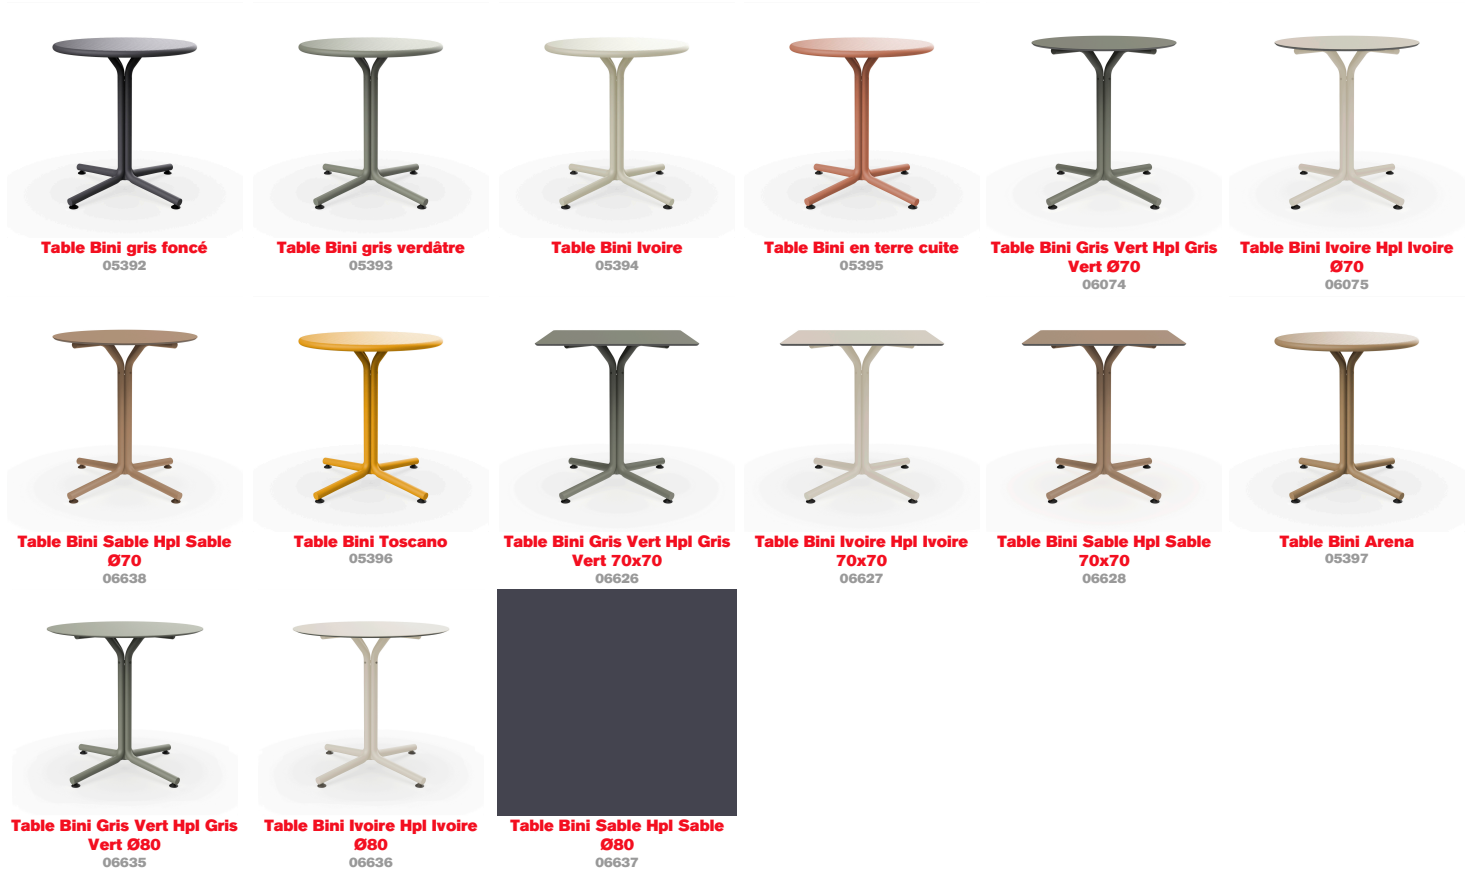 Table Bini gris foncé
05392
Table Bini gris verdâtre
05393
Table Bini Ivoire
05394
Table Bini en terre cuite
05395
Table Bini Gris Vert Hpl Gris
Vert Ø70
06074
Table Bini Ivoire Hpl Ivoire
Ø70
06075
Table Bini Sable Hpl Sable
Ø70
06638
Table Bini Toscano
05396
Table Bini Gris Vert Hpl Gris
Vert 70x70
06626
Table Bini Ivoire Hpl Ivoire
70x70
06627
Table Bini Sable Hpl Sable
70x70
06628
Table Bini Arena
05397
Table Bini Gris Vert Hpl Gris
Vert Ø80
06635
Table Bini Ivoire Hpl Ivoire
Ø80
06636
Table Bini Sable Hpl Sable
Ø80
06637